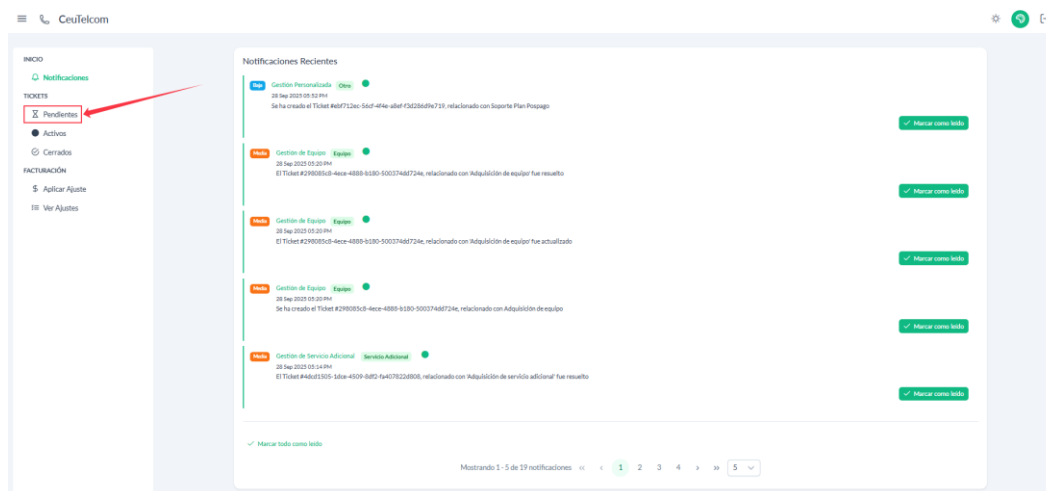 CeuTelcom
INICIO
Notificaciones
TICKETS
Pendientes
Activos
Cerrados
FACTURACIÓN
$ Aplicar Ajuste
Ver Ajustes
Notificaciones Recientes
Baja Gestión Personalizada Otro
28 Sep 2025 05:52 PM
Se ha creado el Ticket #ebf712ec-56cf-4f4e-a8ef-f3d286d9e719, relacionado con Soporte Plan Pospago
Marcar como leído
Media Gestión de Equipo Equipo
28 Sep 2025 05:20 PM
El Ticket #298085c8-4ece-4888-b180-500374dd724e, relacionado con 'Adquisición de equipo' fue resuelto
Marcar como leído
Media Gestión de Equipo Equipo
28 Sep 2025 05:20 PM
El Ticket #298085c8-4ece-4888-b180-500374dd724e, relacionado con 'Adquisición de equipo' fue actualizado
Marcar como leído
Media Gestión de Equipo Equipo
28 Sep 2025 05:20 PM
Se ha creado el Ticket #298085c8-4ece-4888-b180-500374dd724e, relacionado con Adquisición de equipo
Marcar como leído
Media Gestión de Servicio Adicional Servicio Adicional
28 Sep 2025 05:14 PM
El Ticket #4dcd1505-1dce-4509-8df2-fa407822d808, relacionado con 'Adquisición de servicio adicional' fue resuelto
Marcar como leído
Marcar todo como leído
Mostrando 1 - 5 de 19 notificaciones « ‹ 1 2 3 4 › » 5